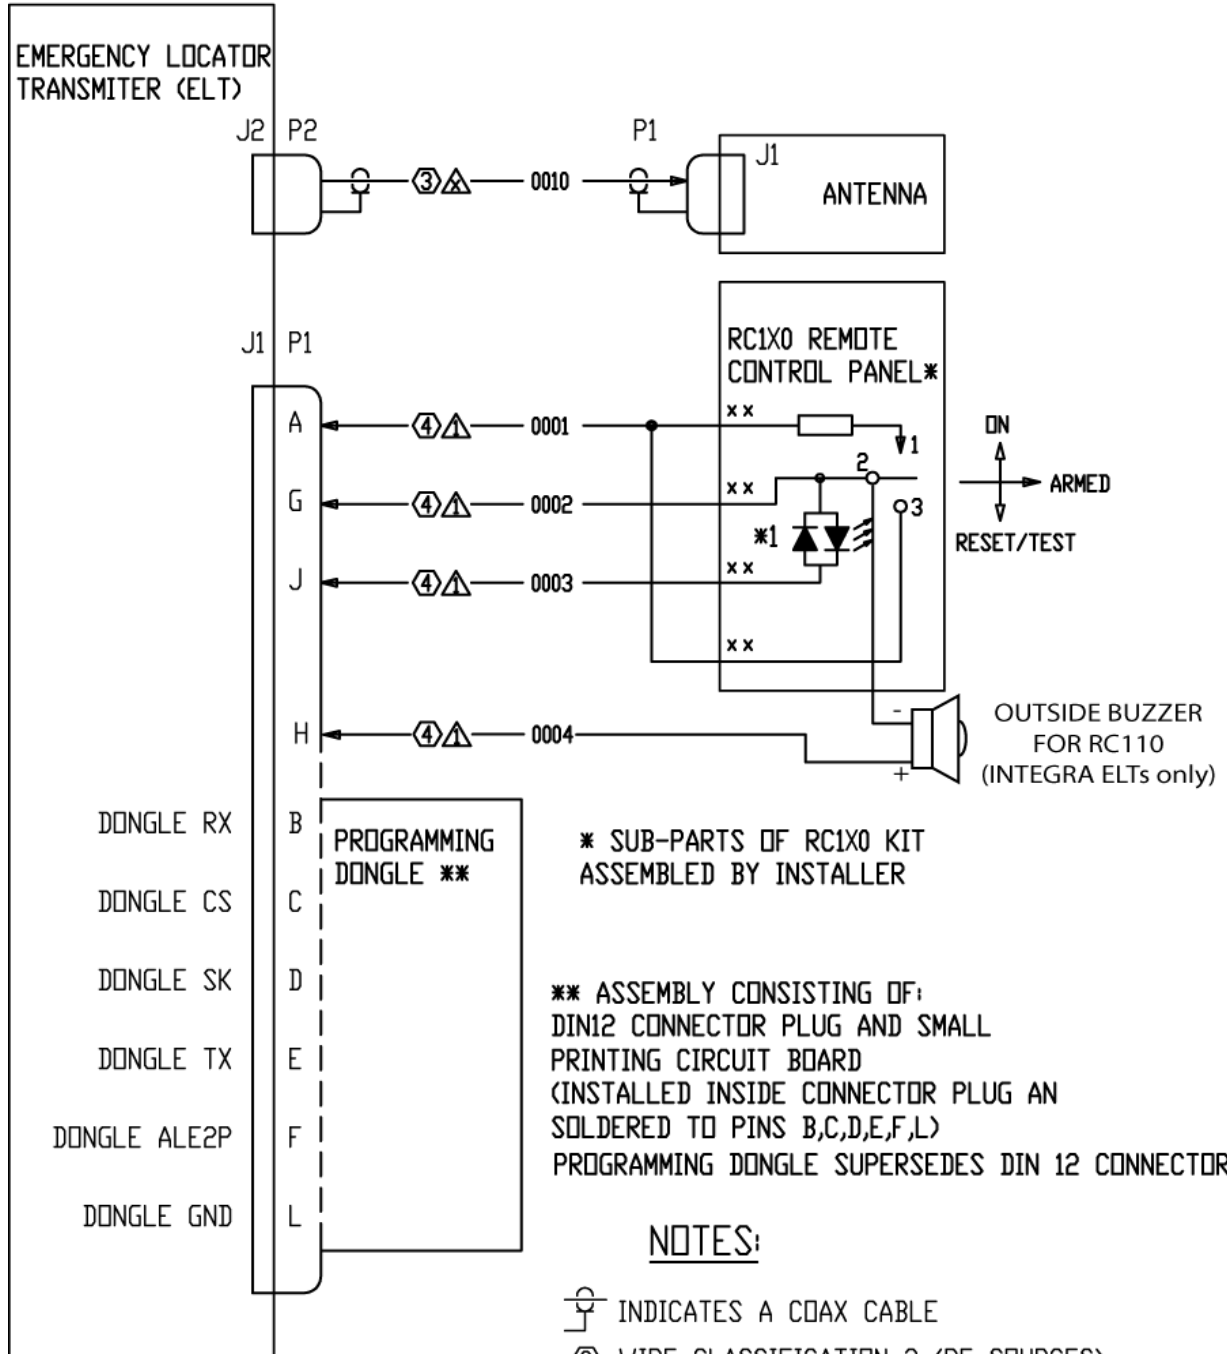 EMERGENCY LOCATOR
TRANSMITER (ELT)
J2 P2
P1
J1
3 X 0010
ANTENNA
J1 P1
RC1X0 REMOTE
CONTROL PANEL*
A 4 1 0001 XX
1
ON
2
G 4 1 0002 XX
ARMED
3
*1
RESET/TEST
J 4 1 0003 XX
XX
H 4 1 0004
-
+
OUTSIDE BUZZER
FOR RC110
(INTEGRA ELTs only)
DONGLE RX B
DONGLE CS C
DONGLE SK D
DONGLE TX E
DONGLE ALE2P F
DONGLE GND L
PROGRAMMING
DONGLE **
* SUB-PARTS OF RC1X0 KIT
ASSEMBLED BY INSTALLER
** ASSEMBLY CONSISTING OF:
DIN12 CONNECTOR PLUG AND SMALL
PRINTING CIRCUIT BOARD
(INSTALLED INSIDE CONNECTOR PLUG AN
SOLDERED TO PINS B,C,D,E,F,L)
PROGRAMMING DONGLE SUPERSEDES DIN 12 CONNECTOR
NOTES:
INDICATES A COAX CABLE